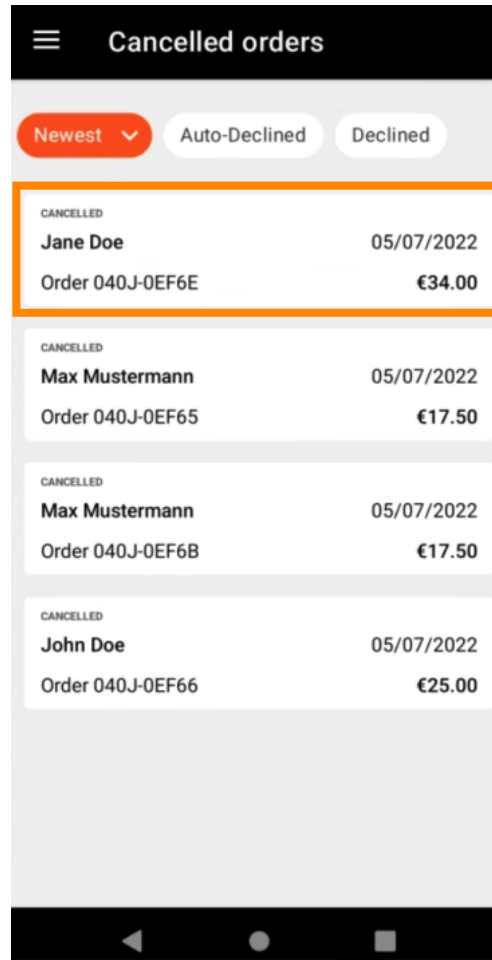 Cancelled orders
Newest Auto-Declined Declined
CANCELLED
Jane Doe 05/07/2022
Order 040J-0EF6E €34.00
CANCELLED
Max Mustermann 05/07/2022
Order 040J-0EF65 €17.50
CANCELLED
Max Mustermann 05/07/2022
Order 040J-0EF6B €17.50
CANCELLED
John Doe 05/07/2022
Order 040J-0EF66 €25.00